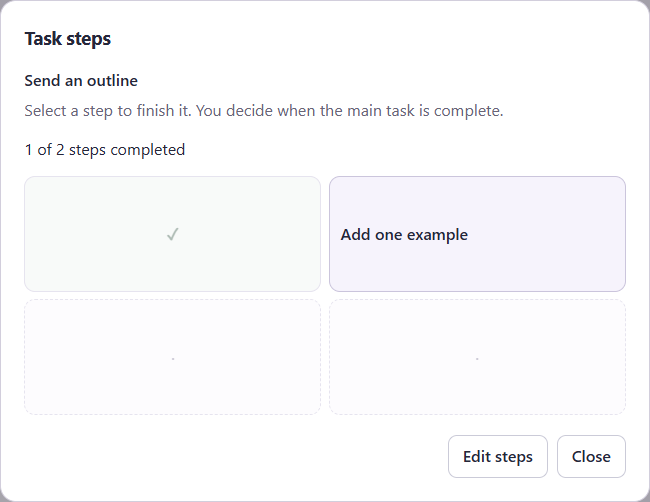 Task steps
Send an outline
Select a step to finish it. You decide when the main task is complete.
1 of 2 steps completed
✓
Add one example
·
·
Edit steps
Close